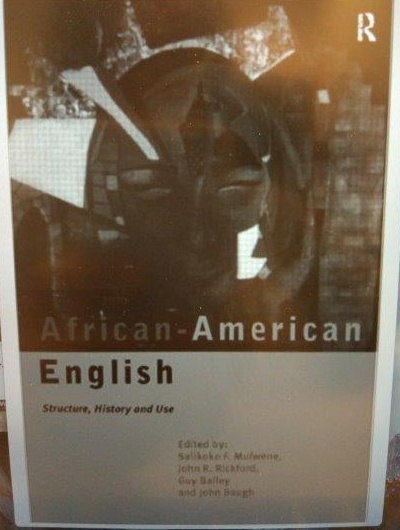 R
African-American
English
Structure, History and Use
Edited by:
Salikoko F. Mufwene,
John R. Rickford,
Guy Bailey
and John Baugh